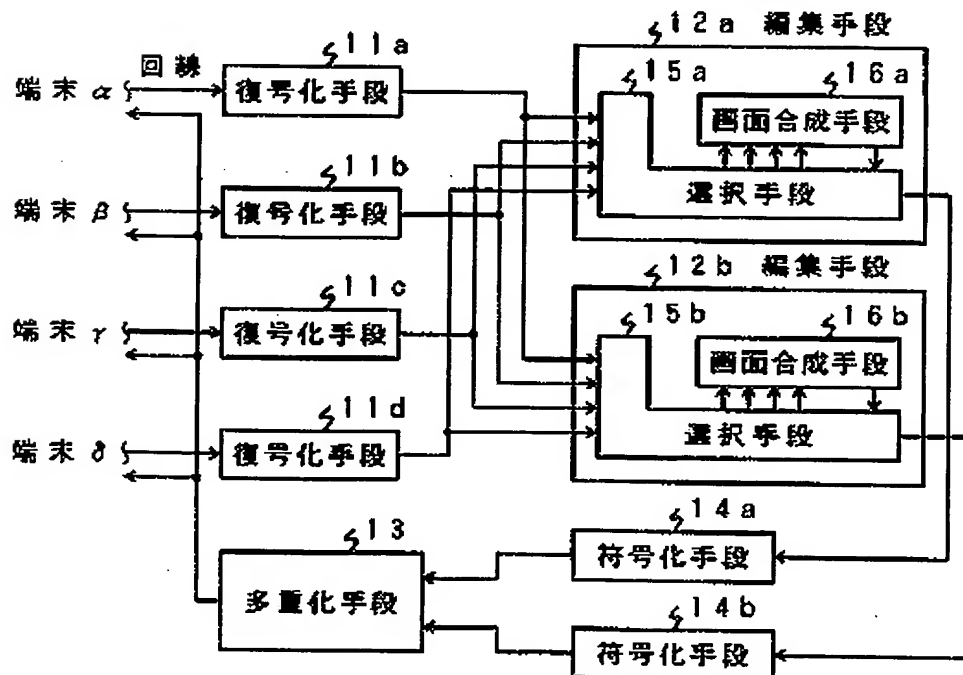 12a 編集手段
回線
11a
15a
16a
端末 α
復号化手段
画面合成手段
11b
選択手段
端末 β
復号化手段
12b 編集手段
11c
15b
16b
端末 γ
復号化手段
画面合成手段
11d
選択手段
端末 δ
復号化手段
14a
13
符号化手段
多重化手段
14b
符号化手段